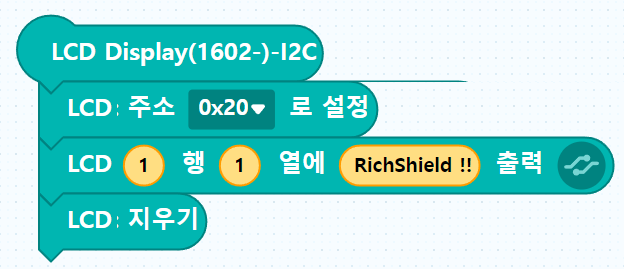 LCD Display(1602-)-I2C
LCD: 주소 0x20 로 설정
LCD 1 행 1 열에 RichShield !! 출력
LCD: 지우기